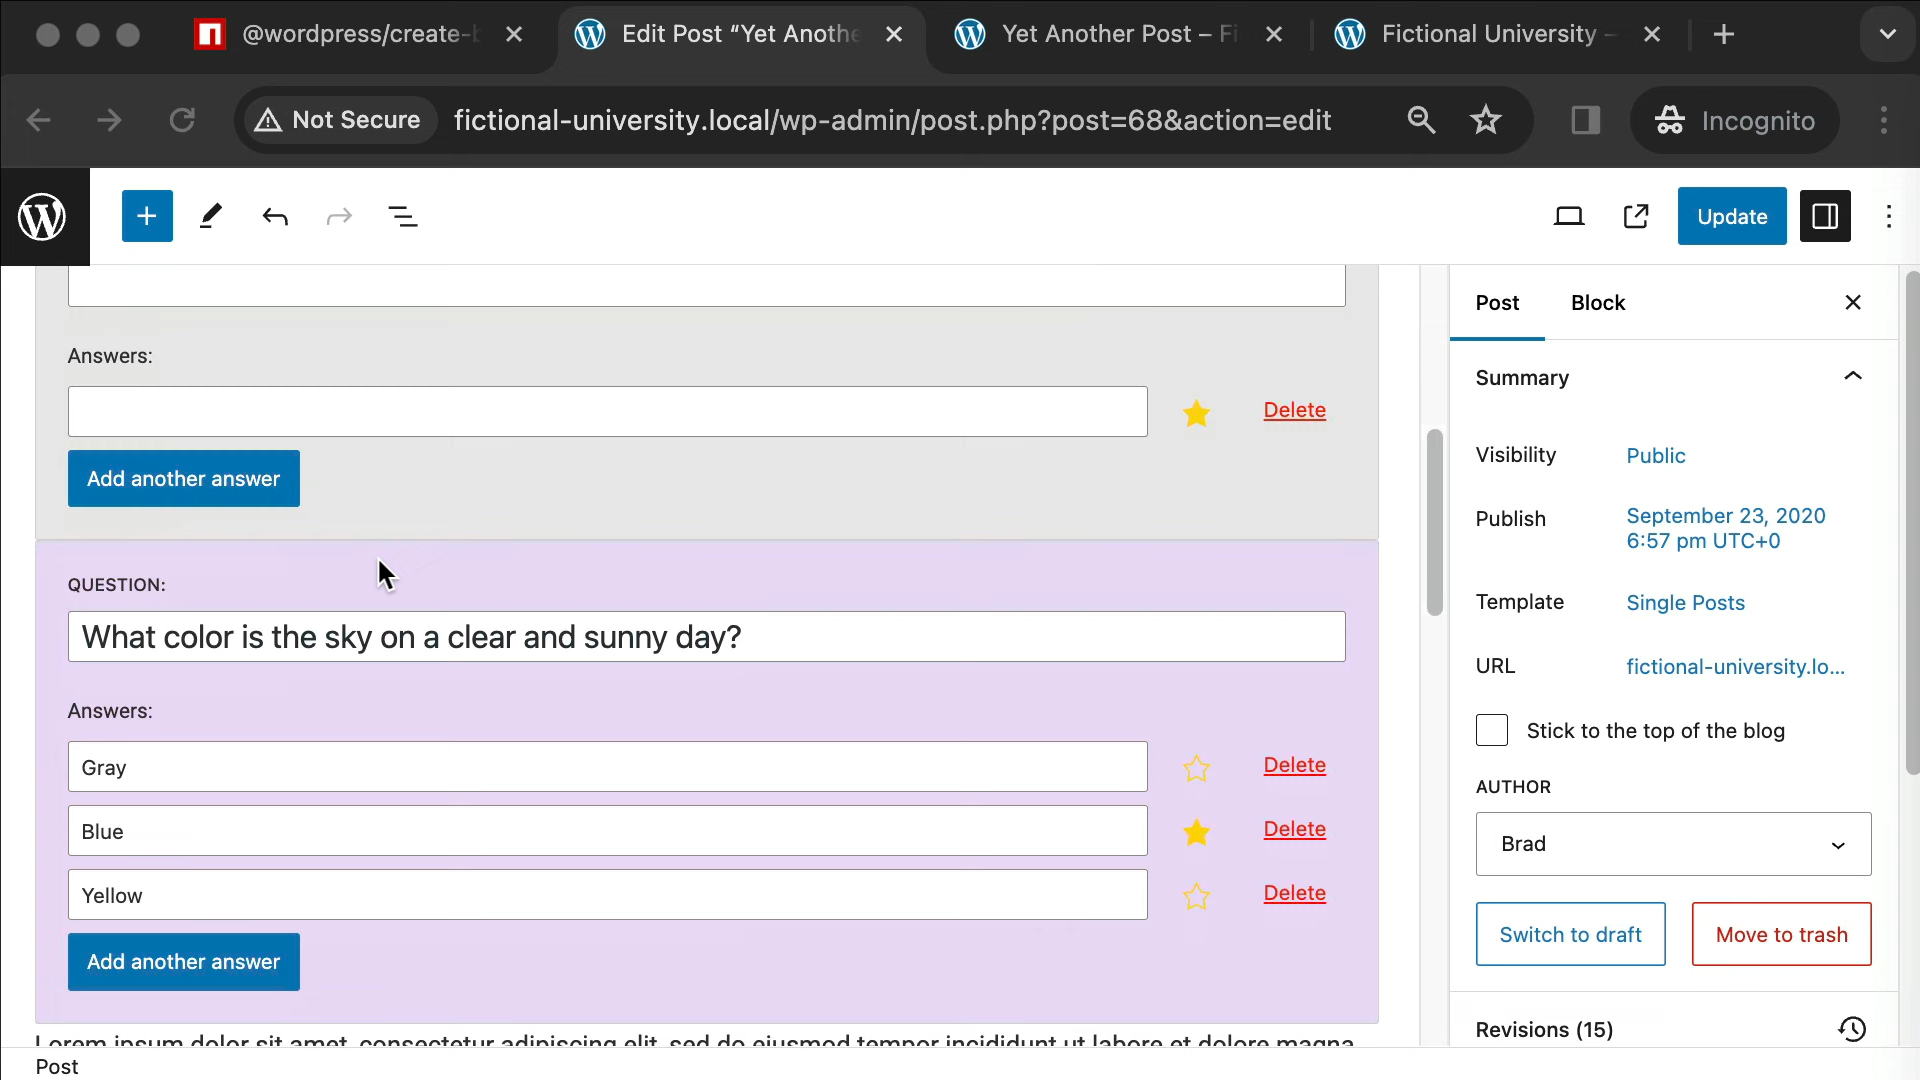 @wordpress/create-
Edit Post “Yet Anothe
Yet Another Post – Fi
Fictional University –
Not Secure
fictional-university.local/wp-admin/post.php?post=68&action=edit
Incognito
Update
Post
Block
Answers:
Delete
Add another answer
QUESTION:
What color is the sky on a clear and sunny day?
Answers:
Gray
Delete
Blue
Delete
Yellow
Delete
Add another answer
Lorem ipsum dolor sit amet, consectetur adipiscing elit, sed do eiusmod tempor incididunt ut labore et dolore magna
Post
Summary
Visibility
Public
Publish
September 23, 2020
6:57 pm UTC+0
Template
Single Posts
URL
fictional-university.lo...
Stick to the top of the blog
AUTHOR
Brad
Switch to draft
Move to trash
Revisions (15)